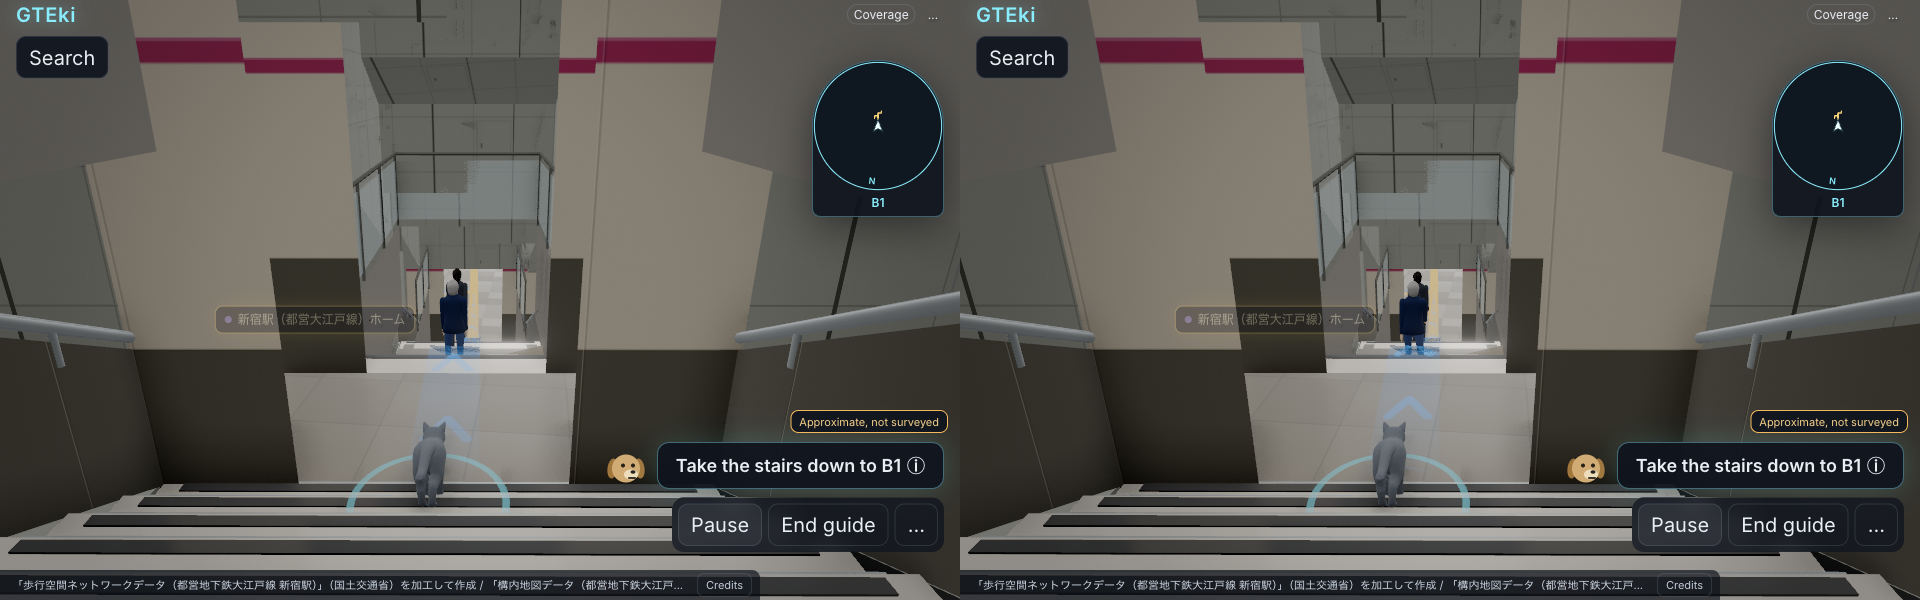 GTEki
Coverage
...
Search
N
B1
新宿駅（都営大江戸線）ホーム
Approximate, not surveyed
Take the stairs down to B1 ⓘ
Pause
End guide
...
「歩行空間ネットワークデータ（都営地下鉄大江戸線 新宿駅）」（国土交通省）を加工して作成 / 「構内地図データ（都営地下鉄大江戸...
Credits
GTEki
Coverage
...
Search
N
B1
新宿駅（都営大江戸線）ホーム
Approximate, not surveyed
Take the stairs down to B1 ⓘ
Pause
End guide
...
「歩行空間ネットワークデータ（都営地下鉄大江戸線 新宿駅）」（国土交通省）を加工して作成 / 「構内地図データ（都営地下鉄大江戸...
Credits